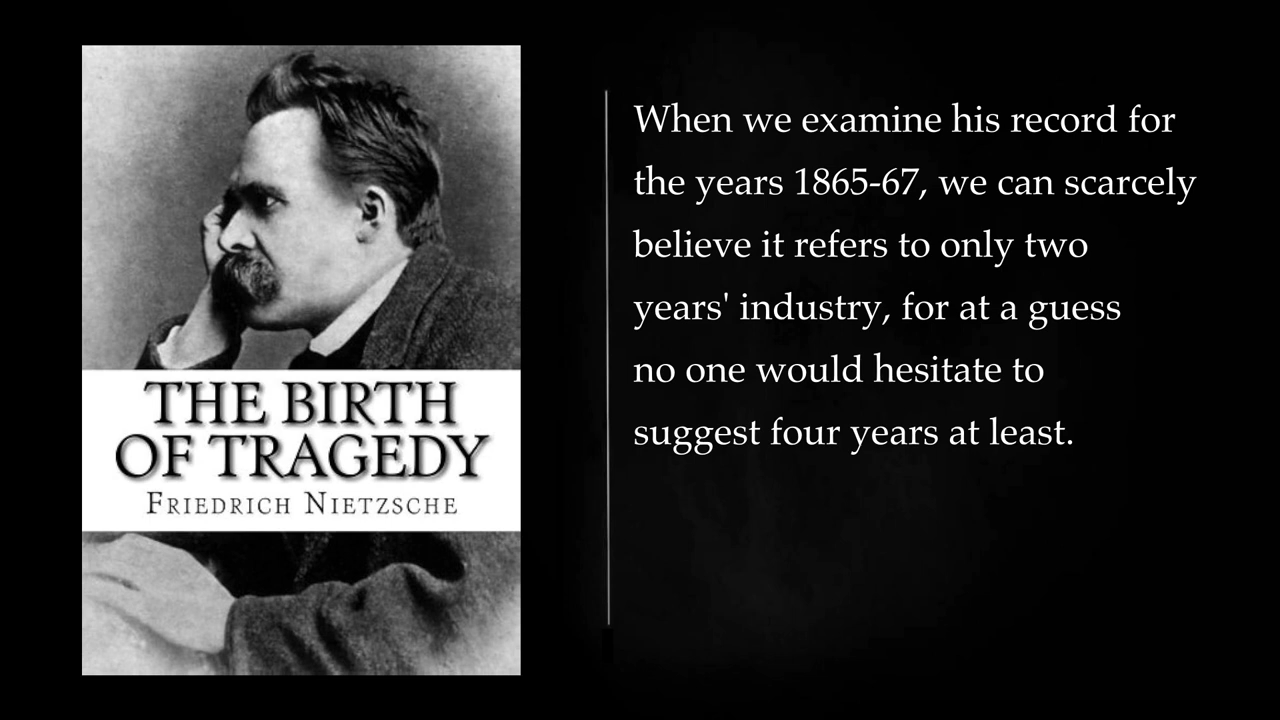 THE BIRTH
OF TRAGEDY
FRIEDRICH NIETZSCHE
When we examine his record for
the years 1865-67, we can scarcely
believe it refers to only two
years' industry, for at a guess
no one would hesitate to
suggest four years at least.